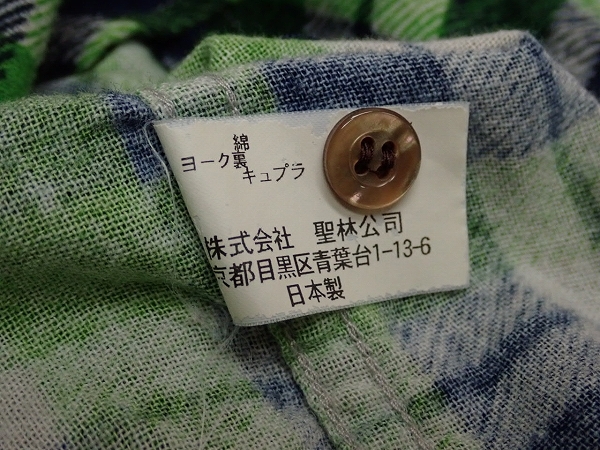 綿
ヨーク裏
キュプラ
株式会社 聖林公司
京都目黒区青葉台1-13-6
日本製